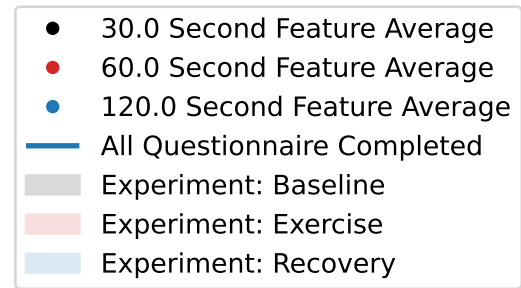 30.0 Second Feature Average
60.0 Second Feature Average
120.0 Second Feature Average
All Questionnaire Completed
Experiment: Baseline
Experiment: Exercise
Experiment: Recovery